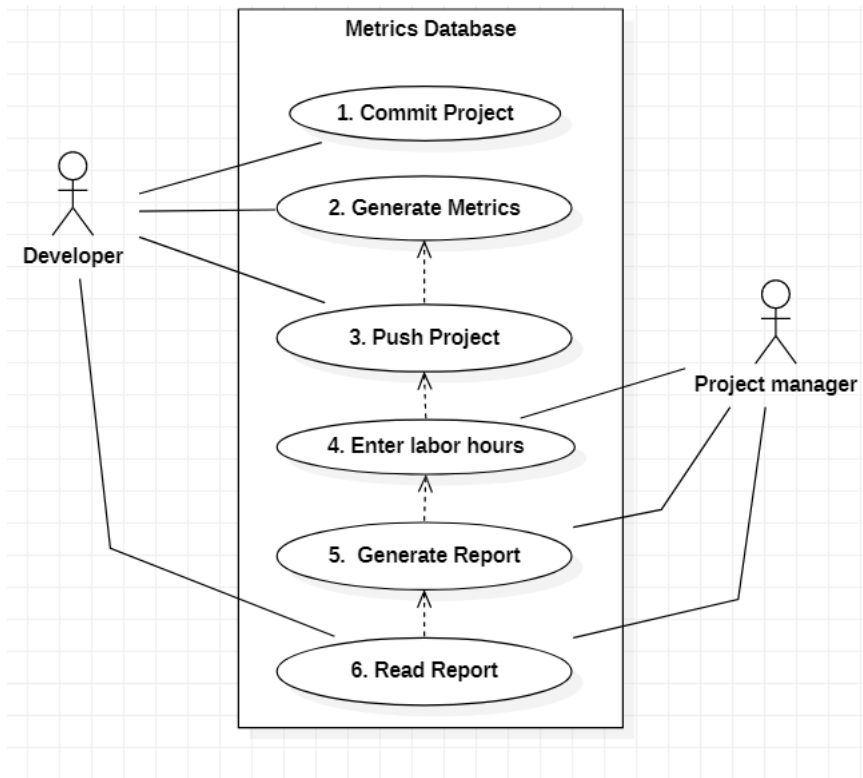 Metrics Database
1. Commit Project
2. Generate Metrics
Developer
3. Push Project
Project manager
4. Enter labor hours
5. Generate Report
6. Read Report